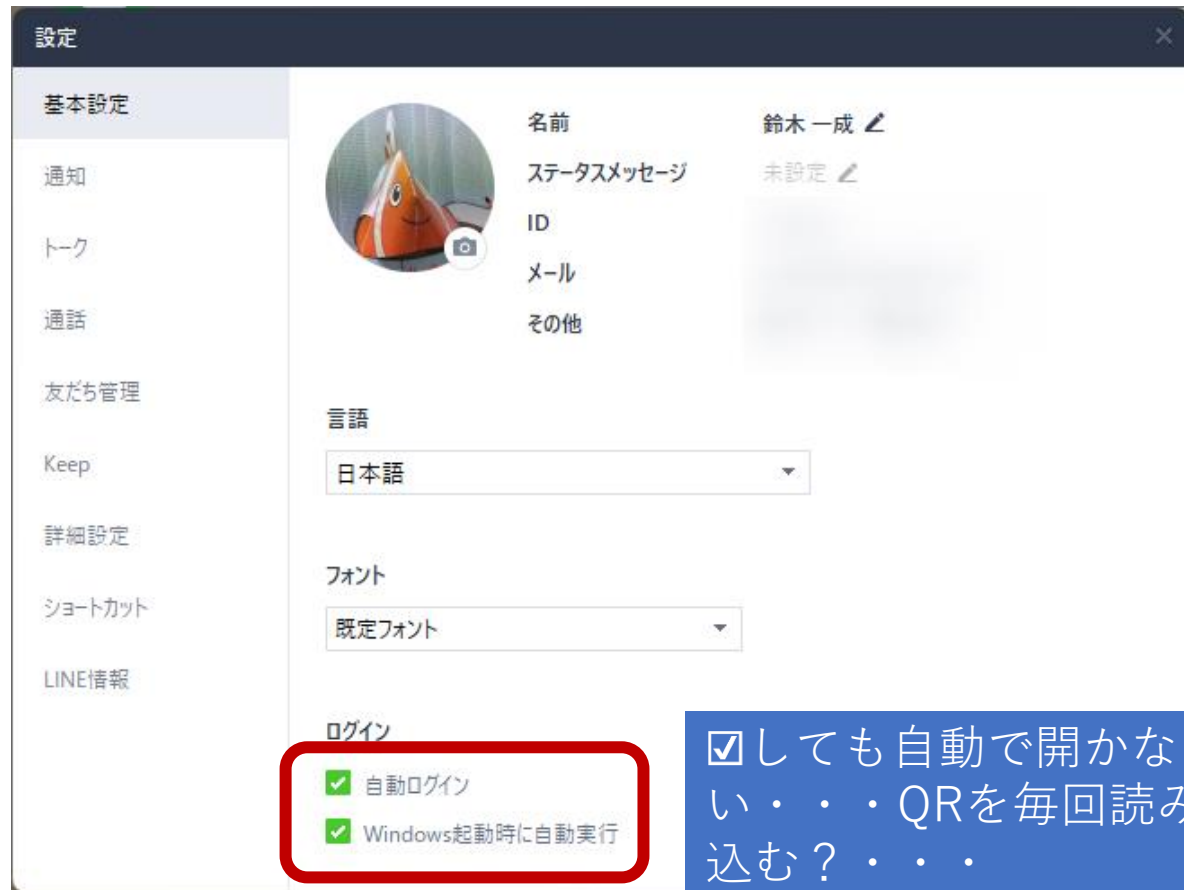 設定
基本設定
通知
トーク
通話
友だち管理
Keep
詳細設定
ショートカット
LINE情報
名前 鈴木 一成
ステータスメッセージ 未設定
ID
メール
その他
言語
日本語
フォント
既定フォント
ログイン
自動ログイン
Windows起動時に自動実行
☑しても自動で開かな
い・・・QRを毎回読み
込む？・・・